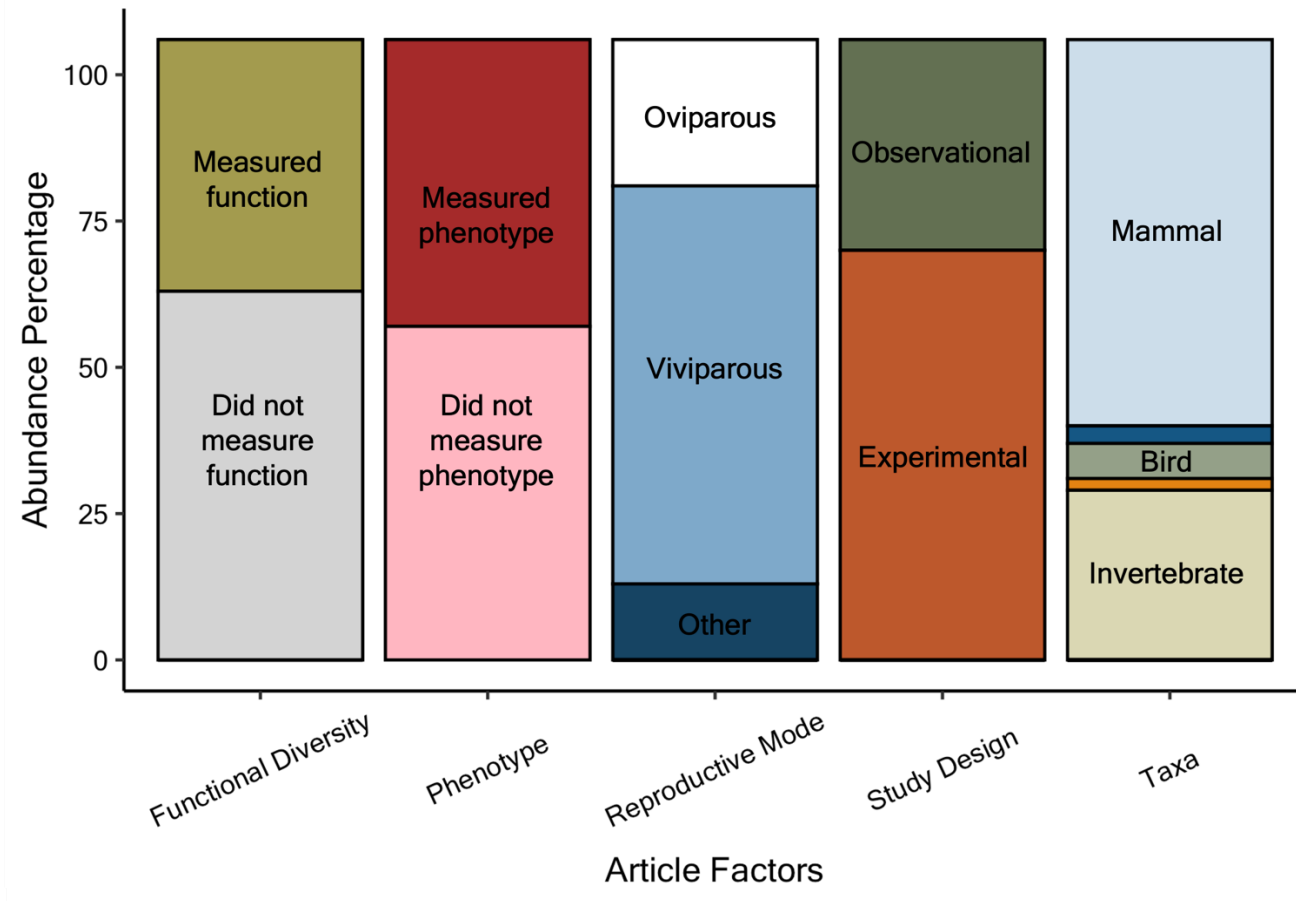 Abundance Percentage
100
75
50
25
0
Measured
function
Did not
measure
function
Measured
phenotype
Did not
measure
phenotype
Oviparous
Viviparous
Other
Observational
Experimental
Mammal
Bird
Invertebrate
Functional Diversity
Phenotype
Reproductive Mode
Study Design
Taxa
Article Factors